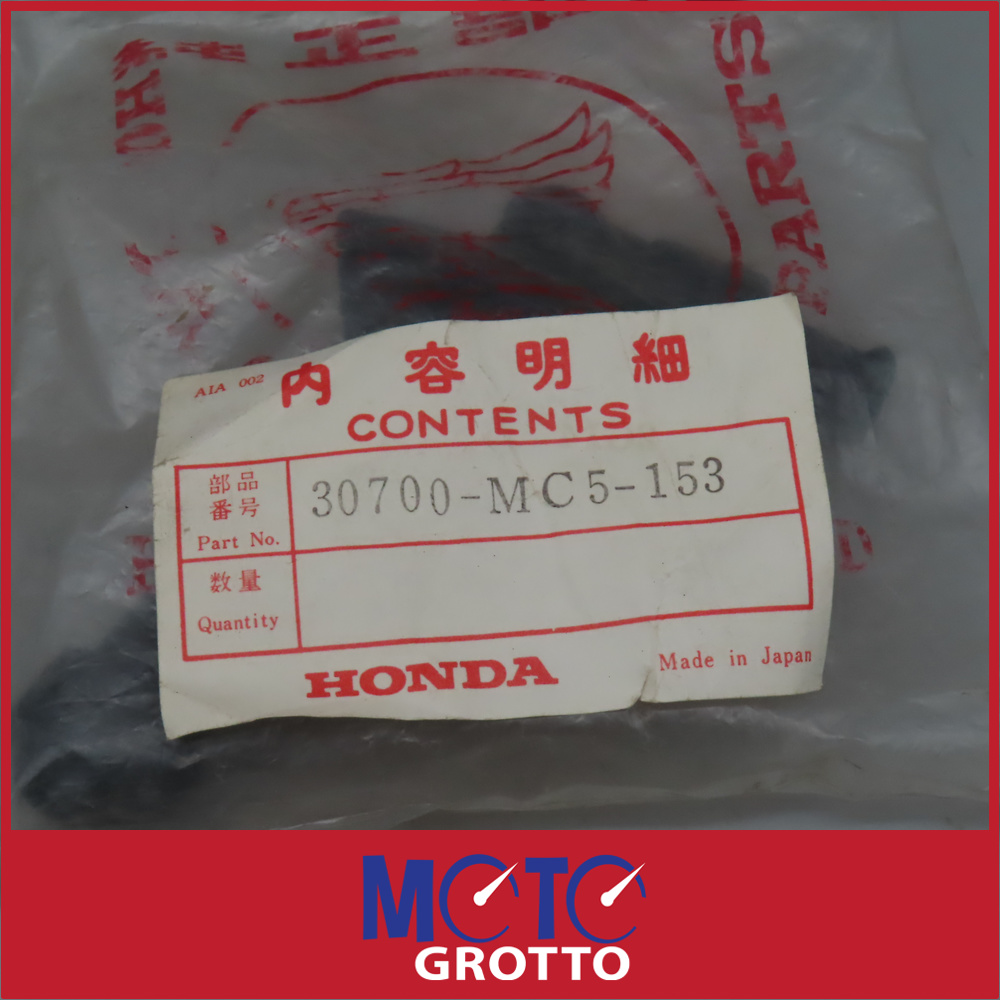 PARTS
AIA 002
内容明細
CONTENTS
部品
番号
Part No.
30700-MC5-153
数量
Quantity
HONDA
Made in Japan
MOTO
GROTTO